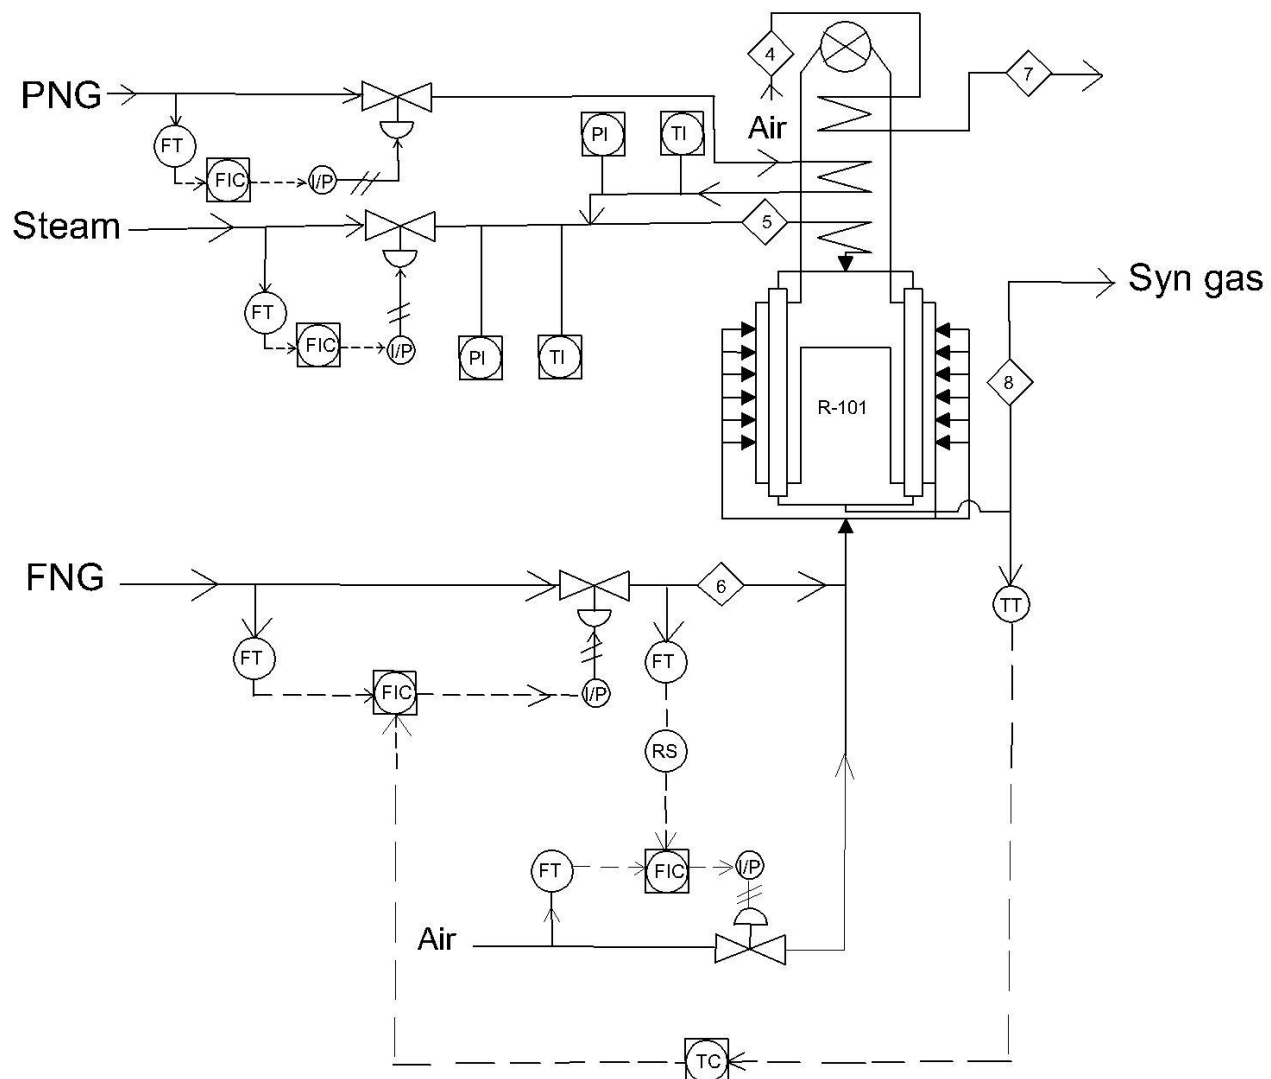 4
7
PNG
Air
PI
TI
FT
FIC
I/P
Steam
5
FT
FIC
I/P
PI
TI
Syn gas
8
R-101
FNG
6
TT
FT
FT
FIC
I/P
RS
FT
FIC
I/P
Air
TC